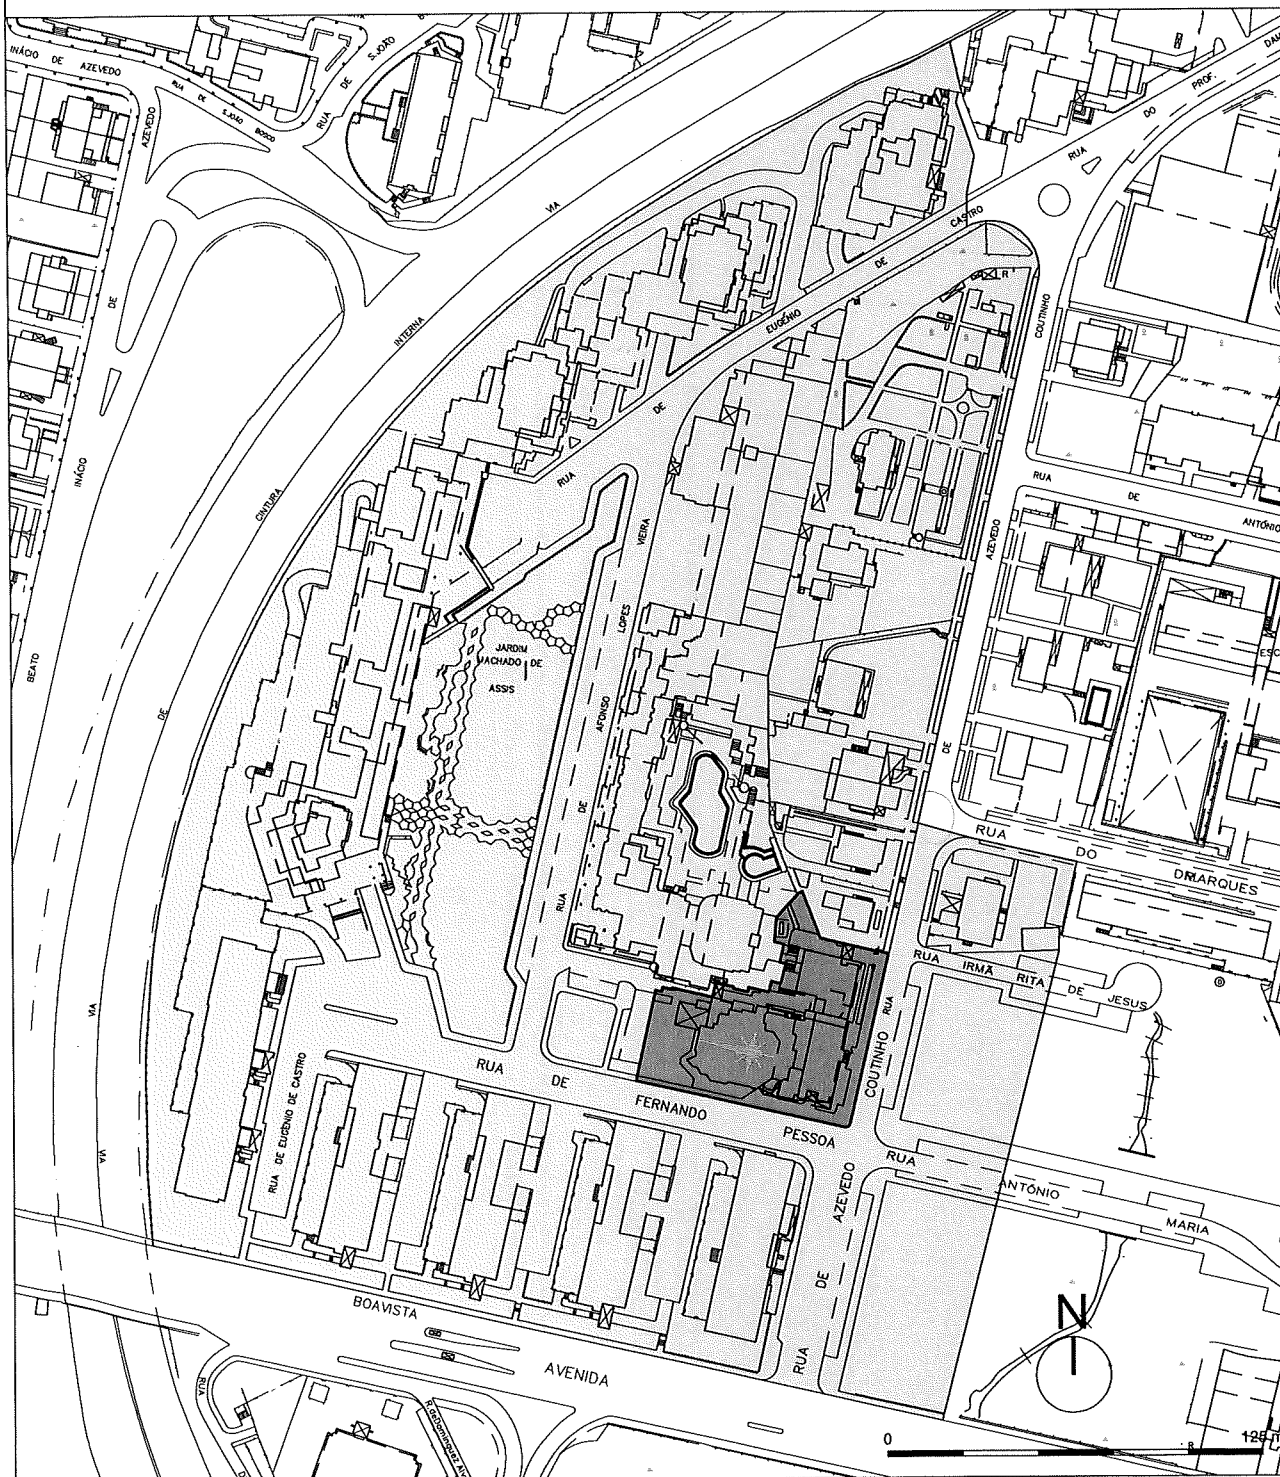 INÁCIO DE AZEVEDO
RUA DE S.JOÃO BOSCO
RUA DE S.JOÃO
AZEVEDO
DE
INÁCIO
BEATO
VIA
DE
CINTURA
INTERNA
VIA
VIA
RUA DO PROF.
RUA DE EUGÉNIO DE CASTRO
COUTINHO
AZEVEDO
DE
RUA DE ANTÓNIO
JARDIM
MACHADO DE
ASSIS
VIEIRA
LOPES
AFONSO
DE
RUA
RUA DO MARQUES
RUA IRMÃ RITA DE JESUS
RUA
COUTINHO
RUA DE FERNANDO PESSOA
RUA ANTÓNIO MARIA
AZEVEDO
DE
RUA
RUA DE EUGÉNIO DE CASTRO
BOAVISTA
AVENIDA
RUA
N
0 125 m